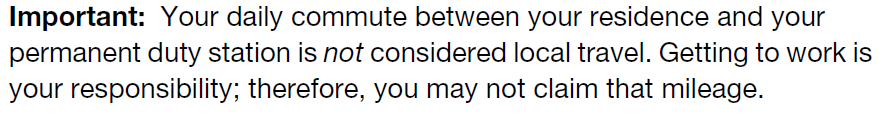 Important: Your daily commute between your residence and your
permanent duty station is not considered local travel. Getting to work is
your responsibility; therefore, you may not claim that mileage.